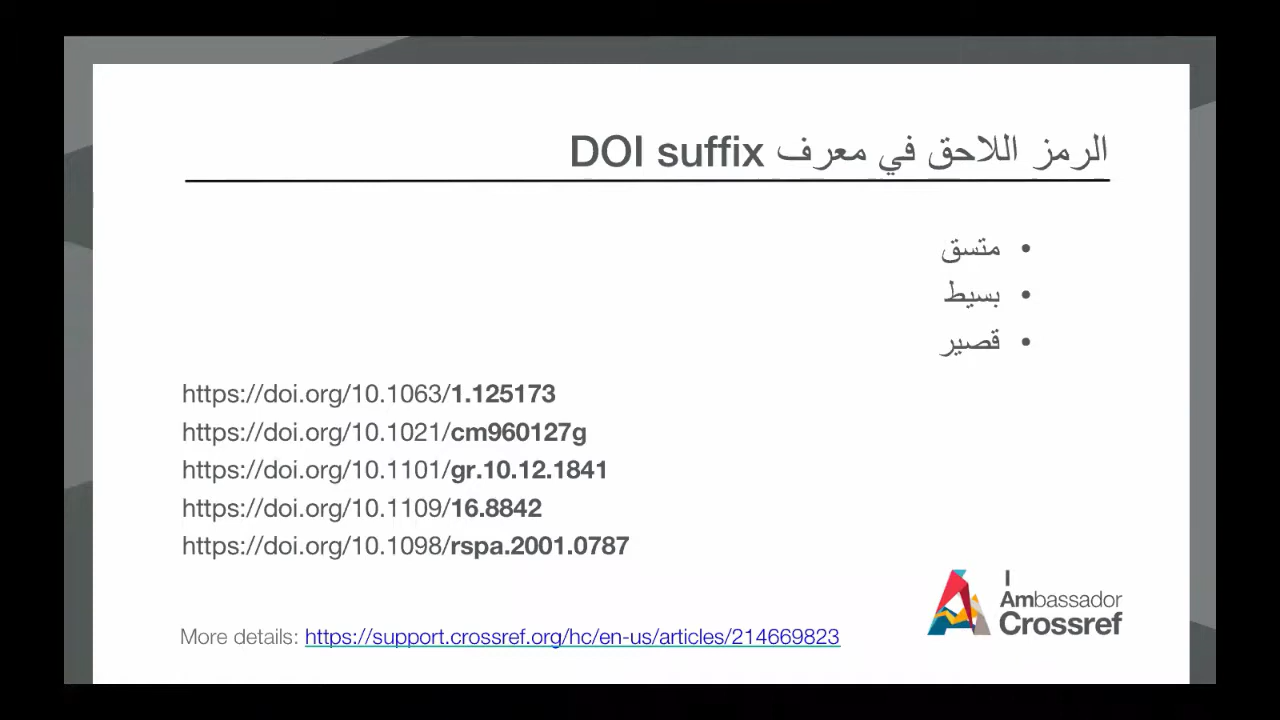 الرمز اللاحق في معرف DOI suffix
• متسق
• بسيط
• قصير
https://doi.org/10.1063/1.125173
https://doi.org/10.1021/cm960127g
https://doi.org/10.1101/gr.10.12.1841
https://doi.org/10.1109/16.8842
https://doi.org/10.1098/rspa.2001.0787
More details: https://support.crossref.org/hc/en-us/articles/214669823
I
Ambassador
Crossref